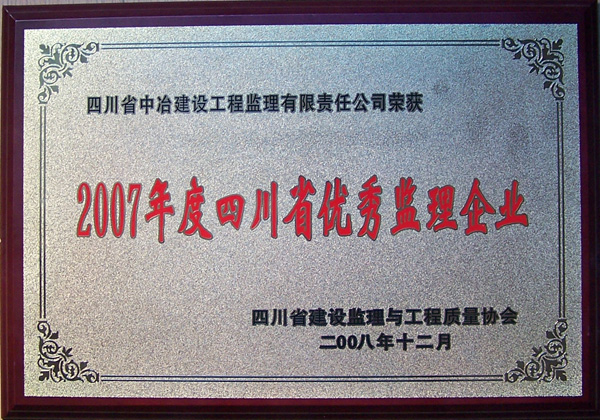 四川省中冶建设工程监理有限责任公司荣获
2007年度四川省优秀监理企业
四川省建设监理与工程质量协会
二00八年十二月